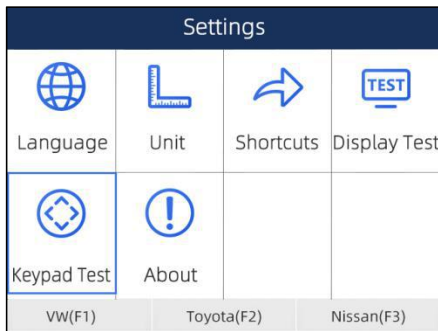 Settings
Language Unit Shortcuts TEST Display Test
Keypad Test About
VW(F1) Toyota(F2) Nissan(F3)